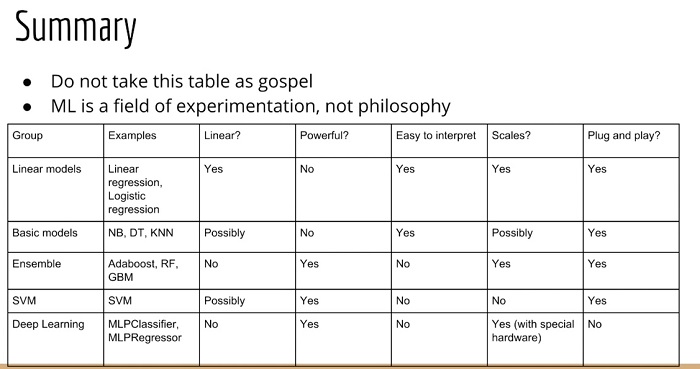 Summary
● Do not take this table as gospel
● ML is a field of experimentation, not philosophy
Group Examples Linear? Powerful? Easy to interpret Scales? Plug and play?
Linear models Linear regression, Logistic regression Yes No Yes Yes Yes
Basic models NB, DT, KNN Possibly No Yes Possibly Yes
Ensemble Adaboost, RF, GBM No Yes No Yes Yes
SVM SVM Possibly Yes No No Yes
Deep Learning MLPClassifier, MLPRegressor No Yes No Yes (with special hardware) No